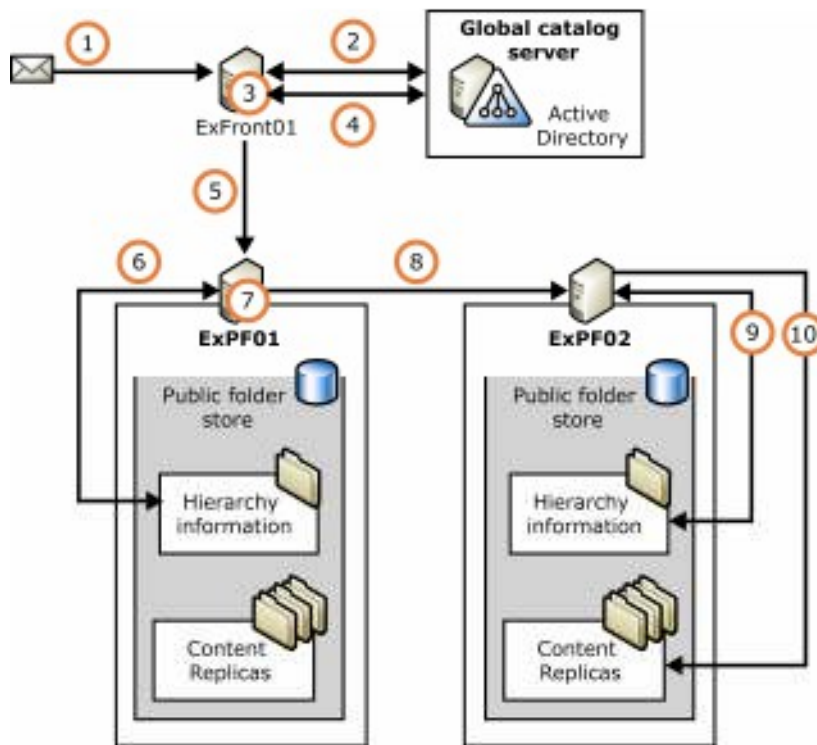 1
2
Global catalog
server
3
4
ExFront01
Active
Directory
5
6
7
8
9
10
ExPF01
ExPF02
Public folder
store
Public folder
store
Hierarchy
information
Hierarchy
information
Content
Replicas
Content
Replicas